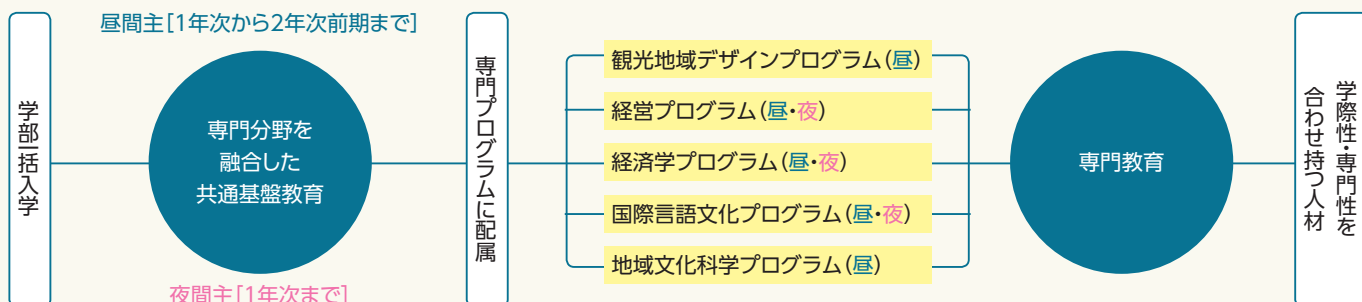 学部一括入学
昼間主[1年次から2年次前期まで]
専門分野を
融合した
共通基盤教育
夜間主[1年次まで]
専門プログラムに配属
観光地域デザインプログラム(昼)
経営プログラム(昼・夜)
経済学プログラム(昼・夜)
国際言語文化プログラム(昼・夜)
地域文化科学プログラム(昼)
専門教育
学際性・専門性を
合わせ持つ人材